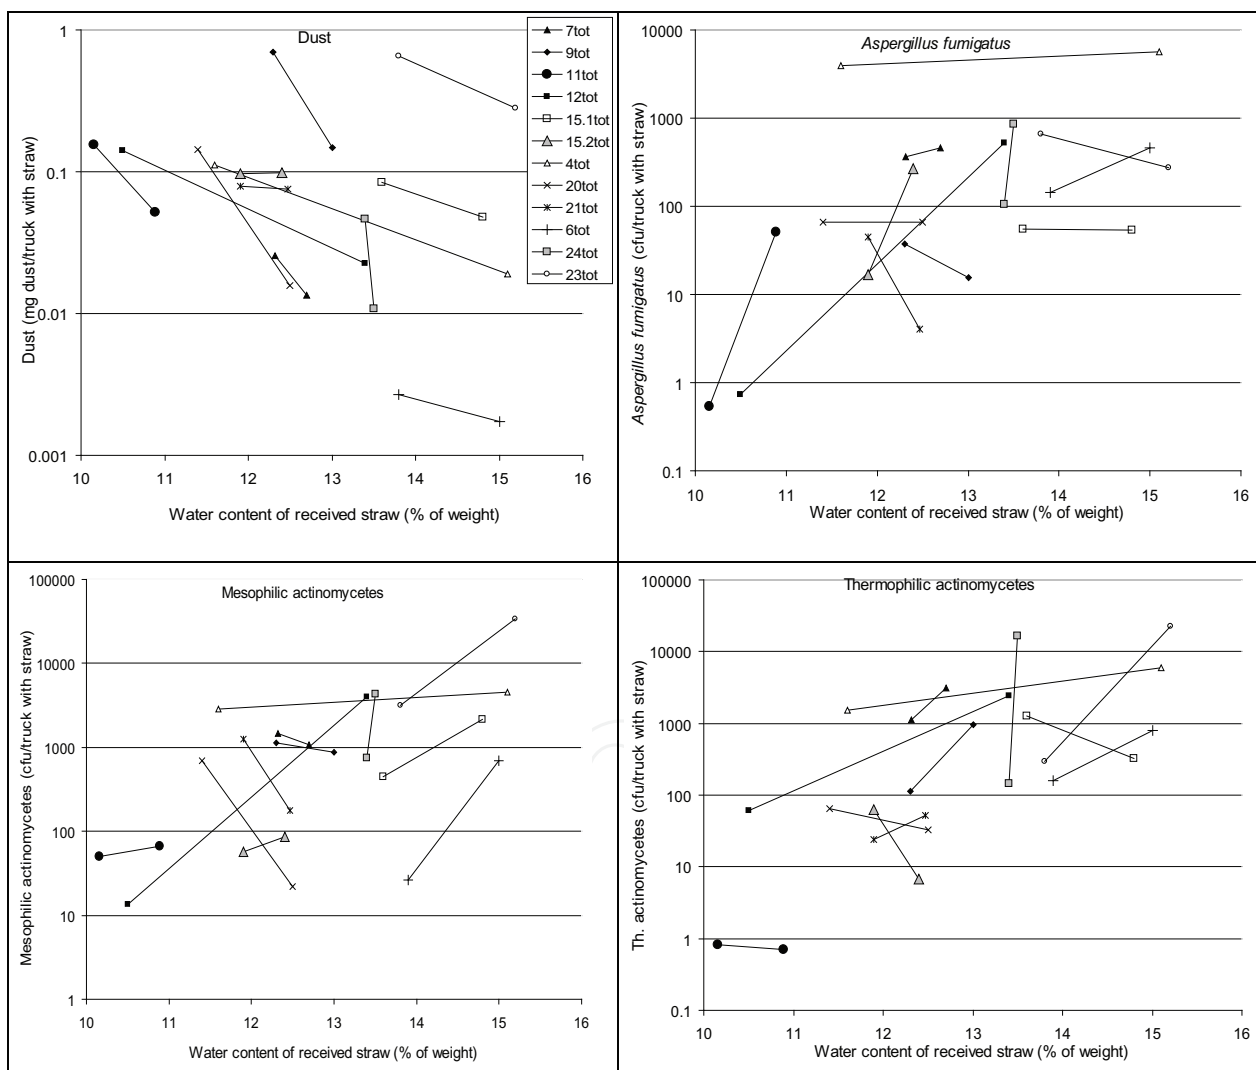 Dust
1
0.1
0.01
0.001
Dust (mg dust/truck with straw)
10 11 12 13 14 15 16
Water content of received straw (% of weight)
7tot
9tot
11tot
12tot
15.1tot
15.2tot
4tot
20tot
21tot
6tot
24tot
23tot
Aspergillus fumigatus
10000
1000
100
10
1
0.1
Aspergillus fumigatus (cfu/truck with straw)
10 11 12 13 14 15 16
Water content of received straw (% of weight)
Mesophilic actinomycetes
100000
10000
1000
100
10
1
Mesophilic actinomycetes (cfu/truck with straw)
10 11 12 13 14 15 16
Water content of received straw (% of weight)
Thermophilic actinomycetes
100000
10000
1000
100
10
1
0.1
Th. actinomycetes (cfu/truck with straw)
10 11 12 13 14 15 16
Water content of received straw (% of weight)